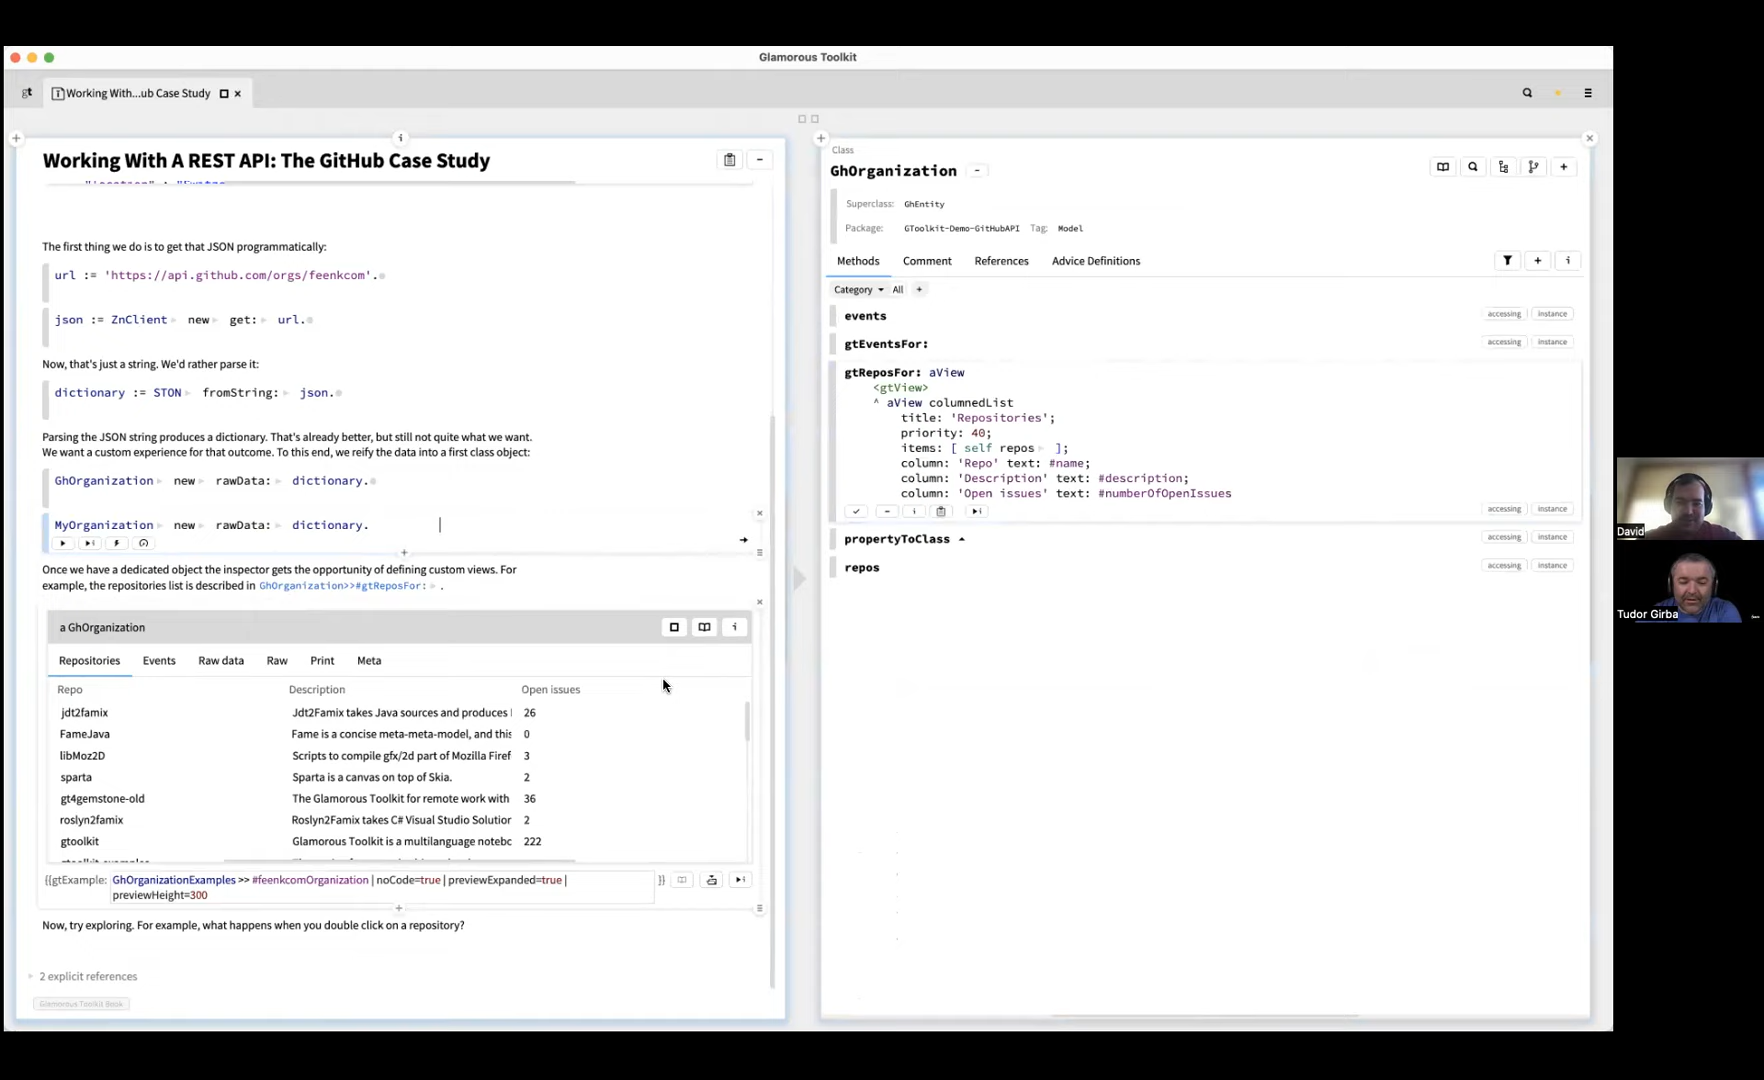 Glamorous Toolkit
gt
Working With...ub Case Study
Working With A REST API: The GitHub Case Study
The first thing we do is to get that JSON programmatically:
url := 'https://api.github.com/orgs/feenkcom'.
json := ZnClient new get: url.
Now, that's just a string. We'd rather parse it:
dictionary := STON fromString: json.
Parsing the JSON string produces a dictionary. That's already better, but still not quite what we want.
We want a custom experience for that outcome. To this end, we reify the data into a first class object:
GhOrganization new rawData: dictionary.
MyOrganization new rawData: dictionary.
Once we have a dedicated object the inspector gets the opportunity of defining custom views. For
example, the repositories list is described in GhOrganization>>#gtReposFor: .
a GhOrganization
Repositories Events Raw data Raw Print Meta
Repo Description Open issues
jdt2famix Jdt2Famix takes Java sources and produces 26
FameJava Fame is a concise meta-meta-model, and this 0
libMoz2D Scripts to compile gfx/2d part of Mozilla Firef 3
sparta Sparta is a canvas on top of Skia. 2
gt4gemstone-old The Glamorous Toolkit for remote work with 36
roslyn2famix Roslyn2Famix takes C# Visual Studio Solution 2
gtoolkit Glamorous Toolkit is a multilanguage notebo 222
{{gtExample: GhOrganizationExamples >> #feenkcomOrganization | noCode=true | previewExpanded=true |
previewHeight=300 }}
Now, try exploring. For example, what happens when you double click on a repository?
2 explicit references
Glamorous Toolkit Book
Class
GhOrganization
Superclass: GhEntity
Package: GToolkit-Demo-GitHubAPI Tag: Model
Methods Comment References Advice Definitions
Category All +
events accessing instance
gtEventsFor: accessing instance
gtReposFor: aView
<gtView>
^ aView columnedList
title: 'Repositories';
priority: 40;
items: [ self repos ];
column: 'Repo' text: #name;
column: 'Description' text: #description;
column: 'Open issues' text: #numberOfOpenIssues
accessing instance
propertyToClass accessing instance
repos accessing instance
David
Tudor Girba